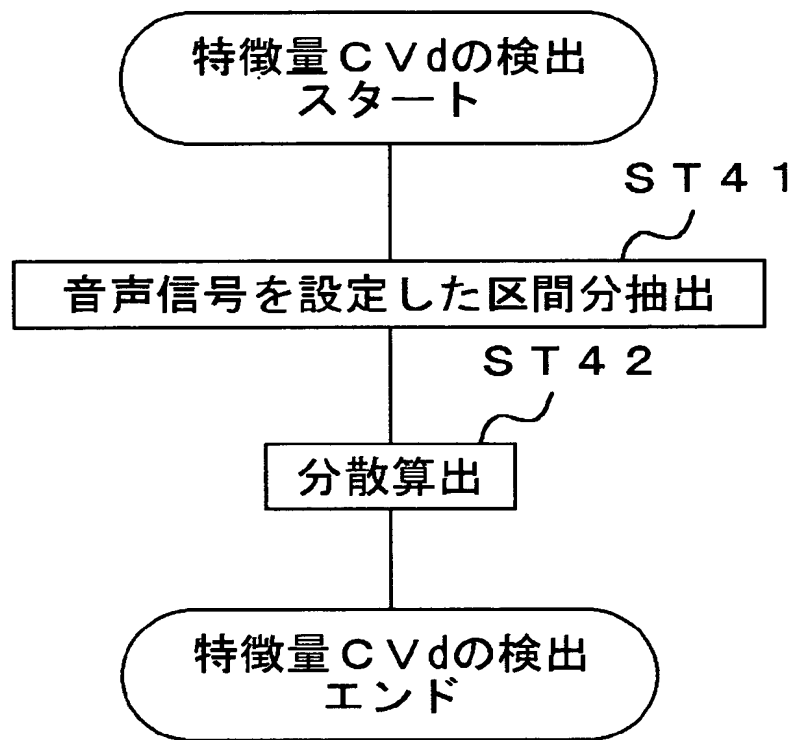 特徴量ＣＶdの検出
スタート
ＳＴ４１
音声信号を設定した区間分抽出
ＳＴ４２
分散算出
特徴量ＣＶdの検出
エンド